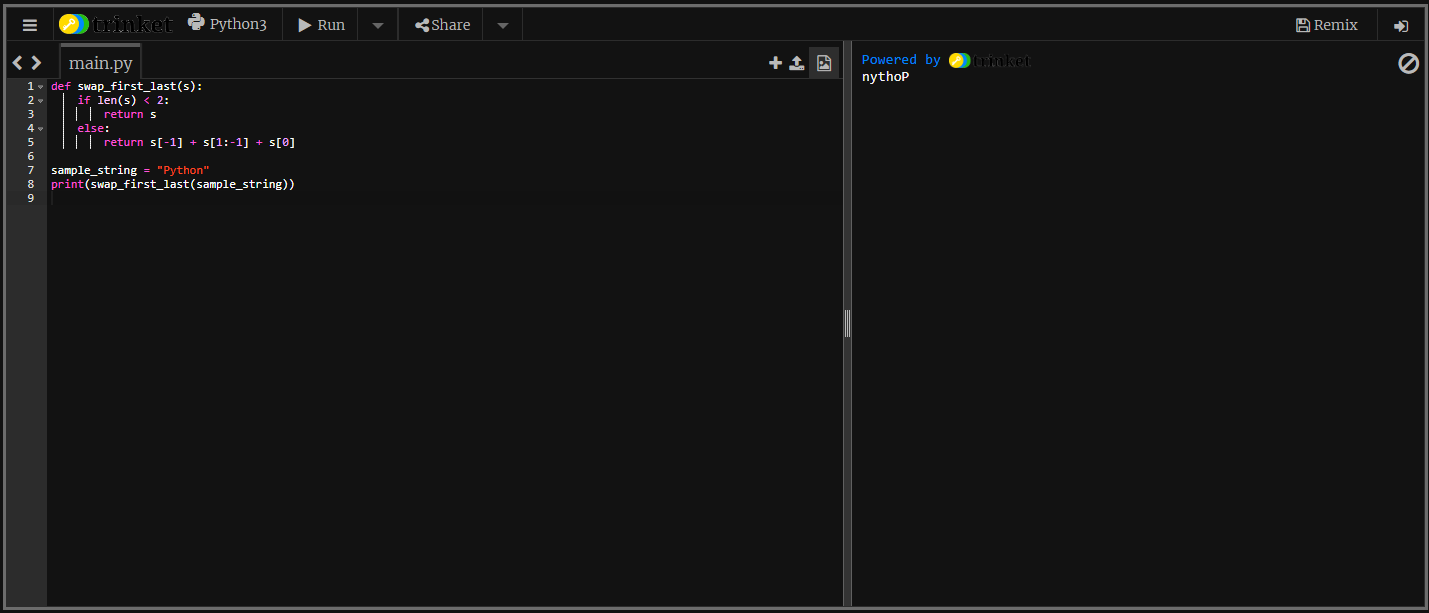 trinket Python3 Run Share Remix
main.py
1 def swap_first_last(s):
2     if len(s) < 2:
3         return s
4     else:
5         return s[-1] + s[1:-1] + s[0]
6
7 sample_string = "Python"
8 print(swap_first_last(sample_string))
9
Powered by trinket
nythoP